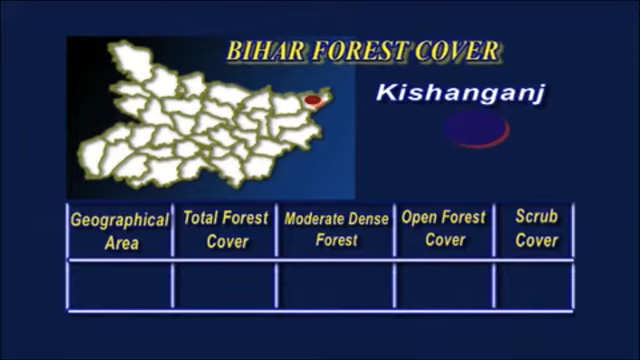 BIHAR FOREST COVER
Kishanganj
Geographical
Area
Total Forest
Cover
Moderate Dense
Forest
Open Forest
Cover
Scrub
Cover